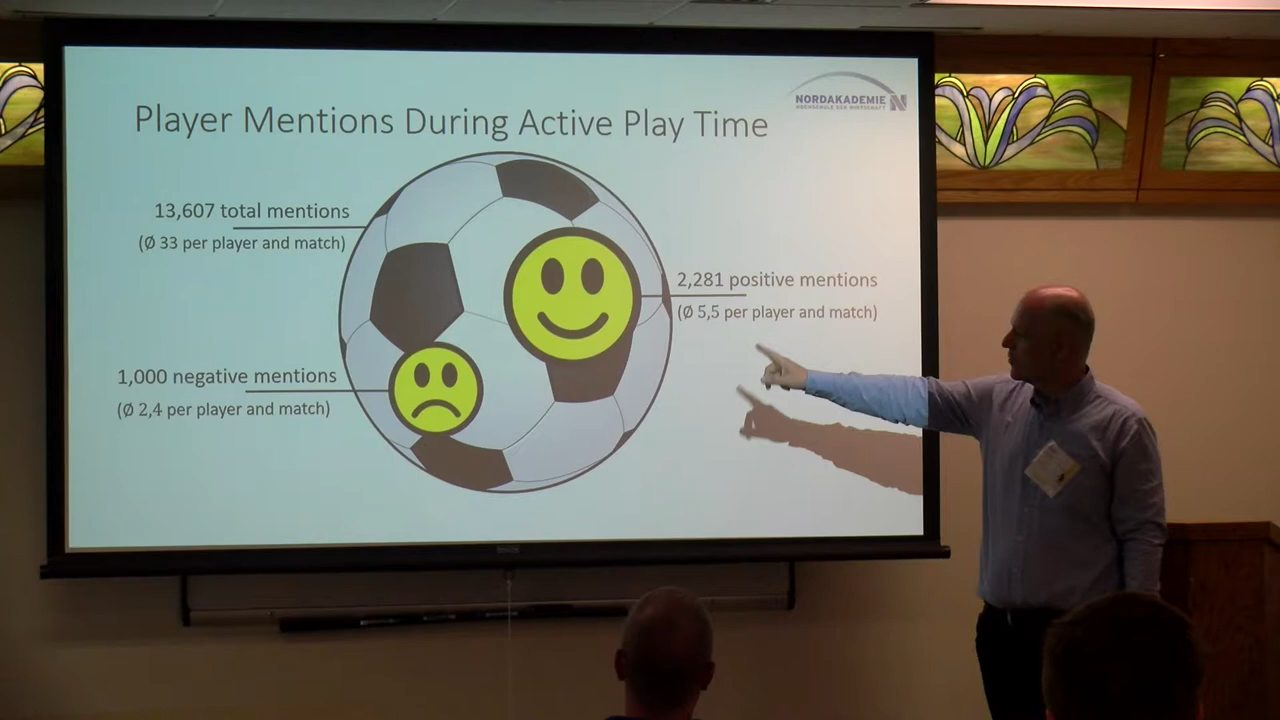 NORDAKADEMIE
HOCHSCHULE DER WIRTSCHAFT
Player Mentions During Active Play Time
13,607 total mentions
(Ø 33 per player and match)
2,281 positive mentions
(Ø 5,5 per player and match)
1,000 negative mentions
(Ø 2,4 per player and match)